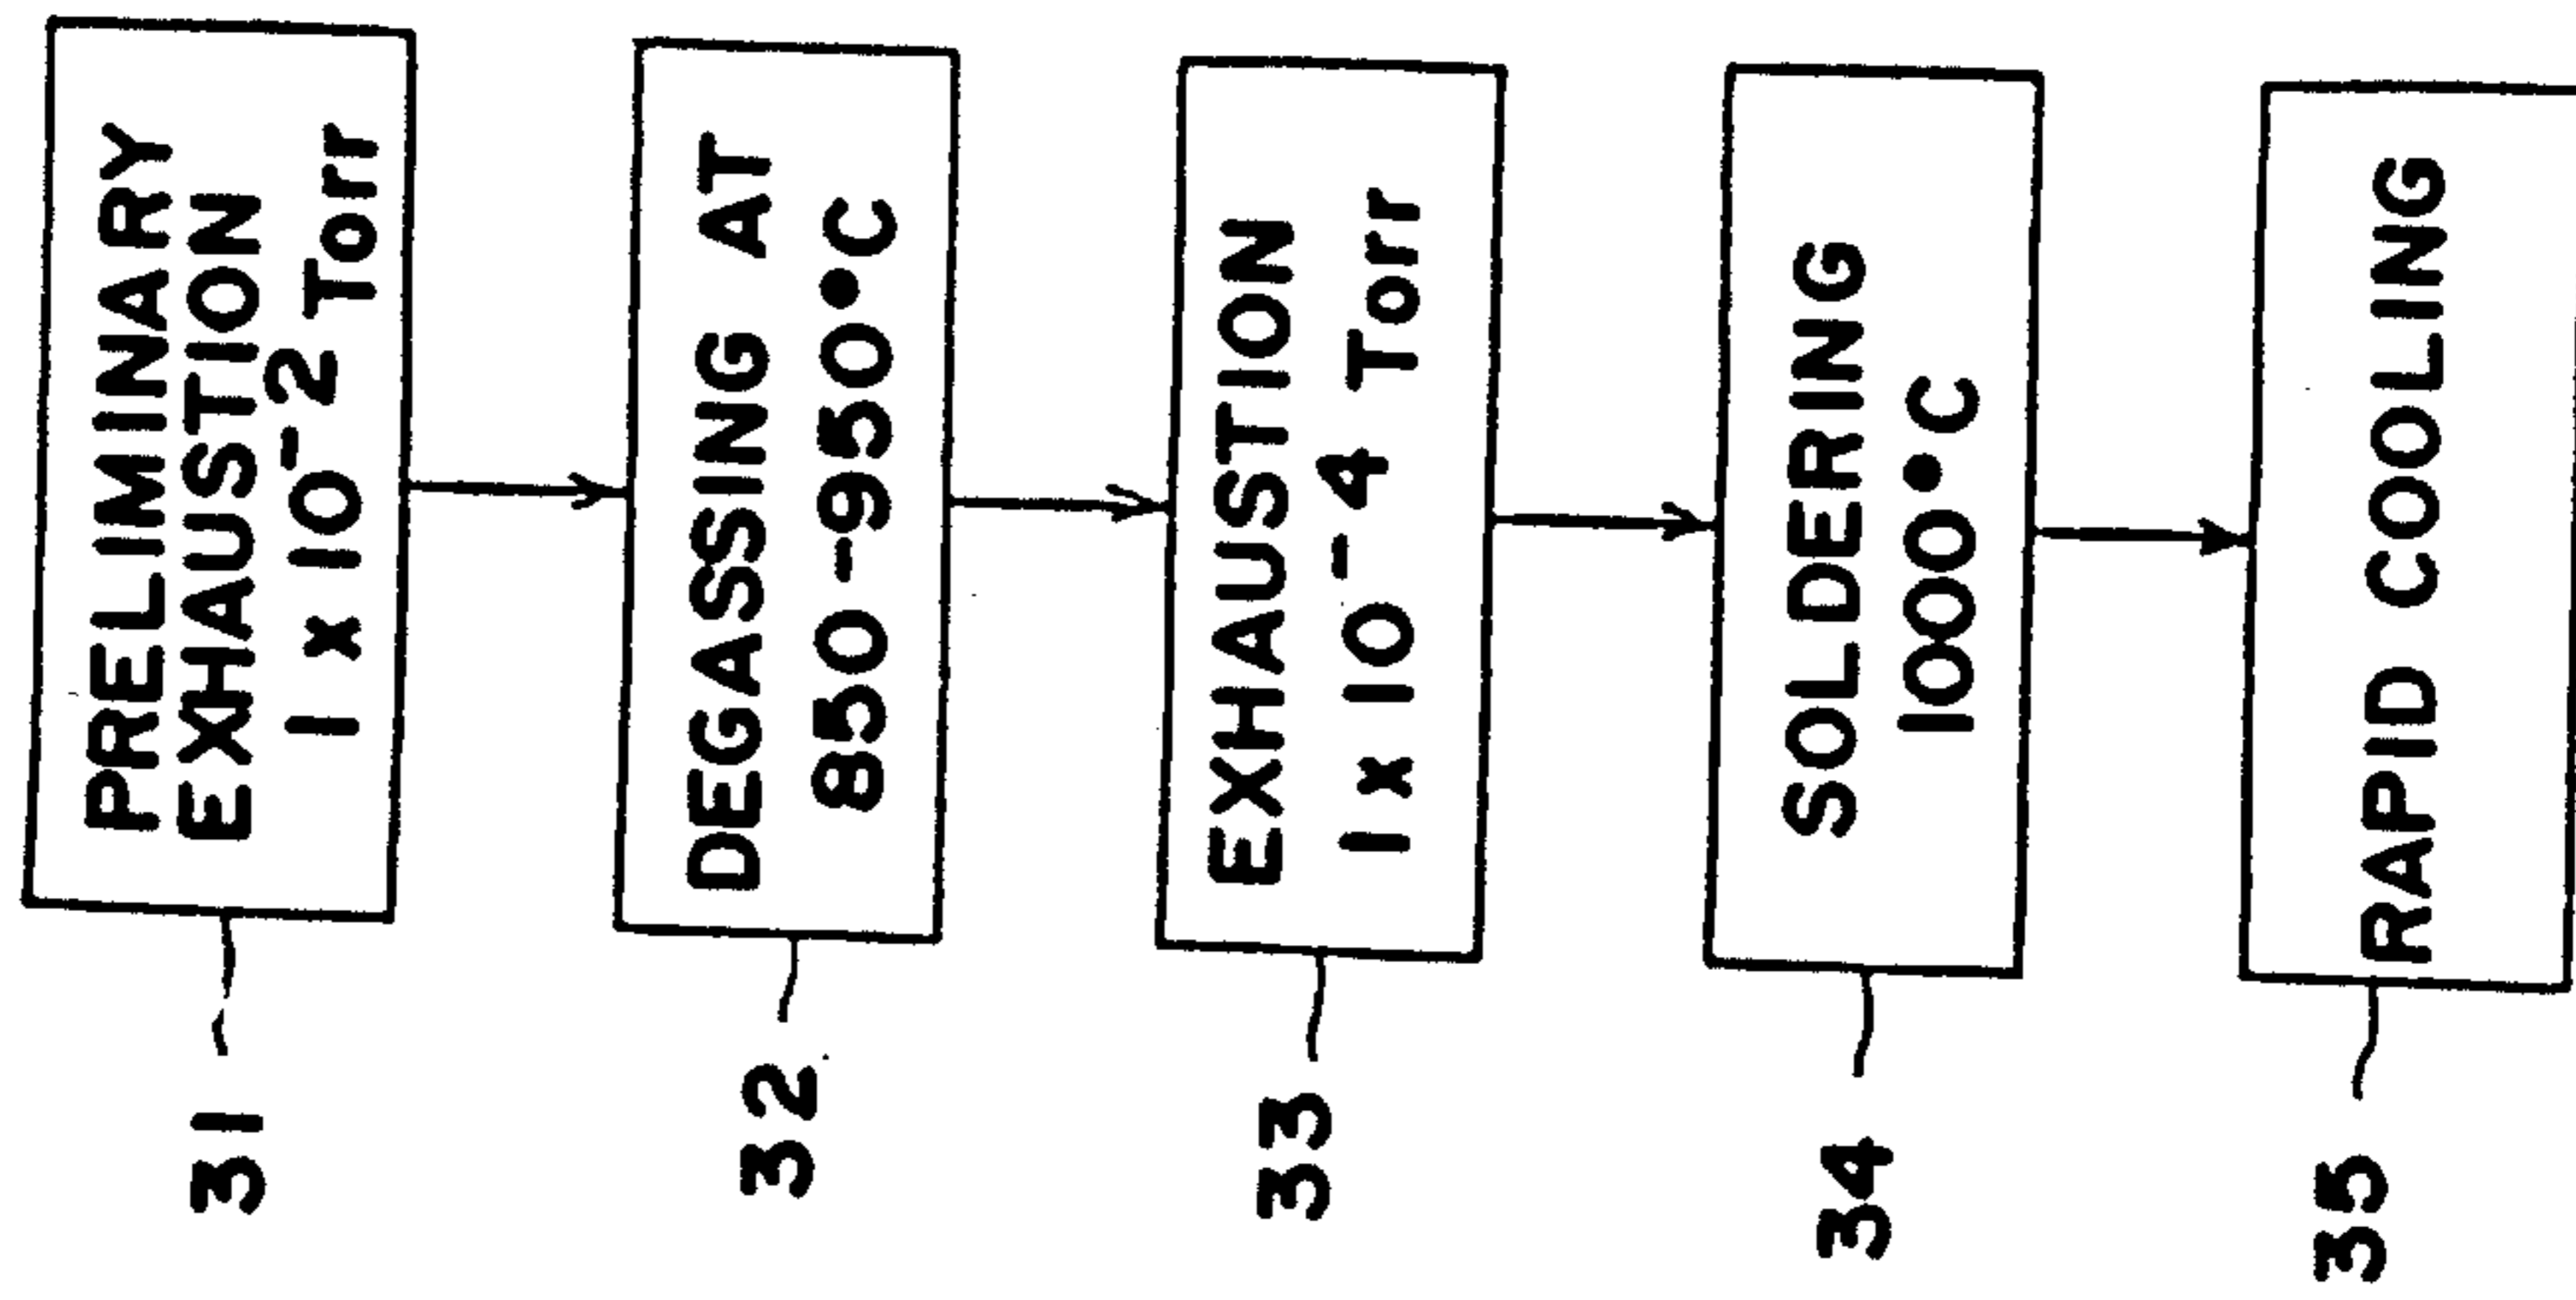 PRELIMINARY
EXHAUSTION
1 x 10⁻² Torr
31
DEGASSING AT
850-950°C
32
EXHAUSTION
1 x 10⁻⁴ Torr
33
SOLDERING
1000°C
34
RAPID COOLING
35